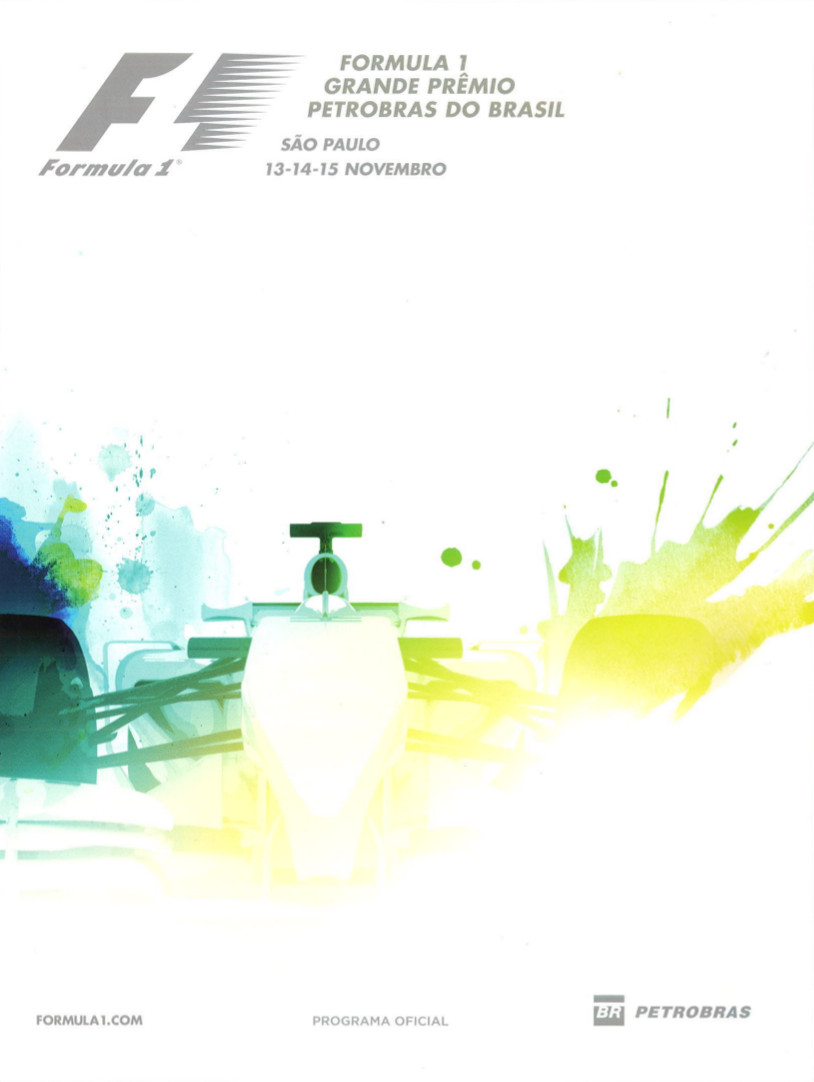 F1
Formula 1®
FORMULA 1
GRANDE PRÊMIO
PETROBRAS DO BRASIL
SÃO PAULO
13-14-15 NOVEMBRO
FORMULA1.COM
PROGRAMA OFICIAL
BR PETROBRAS